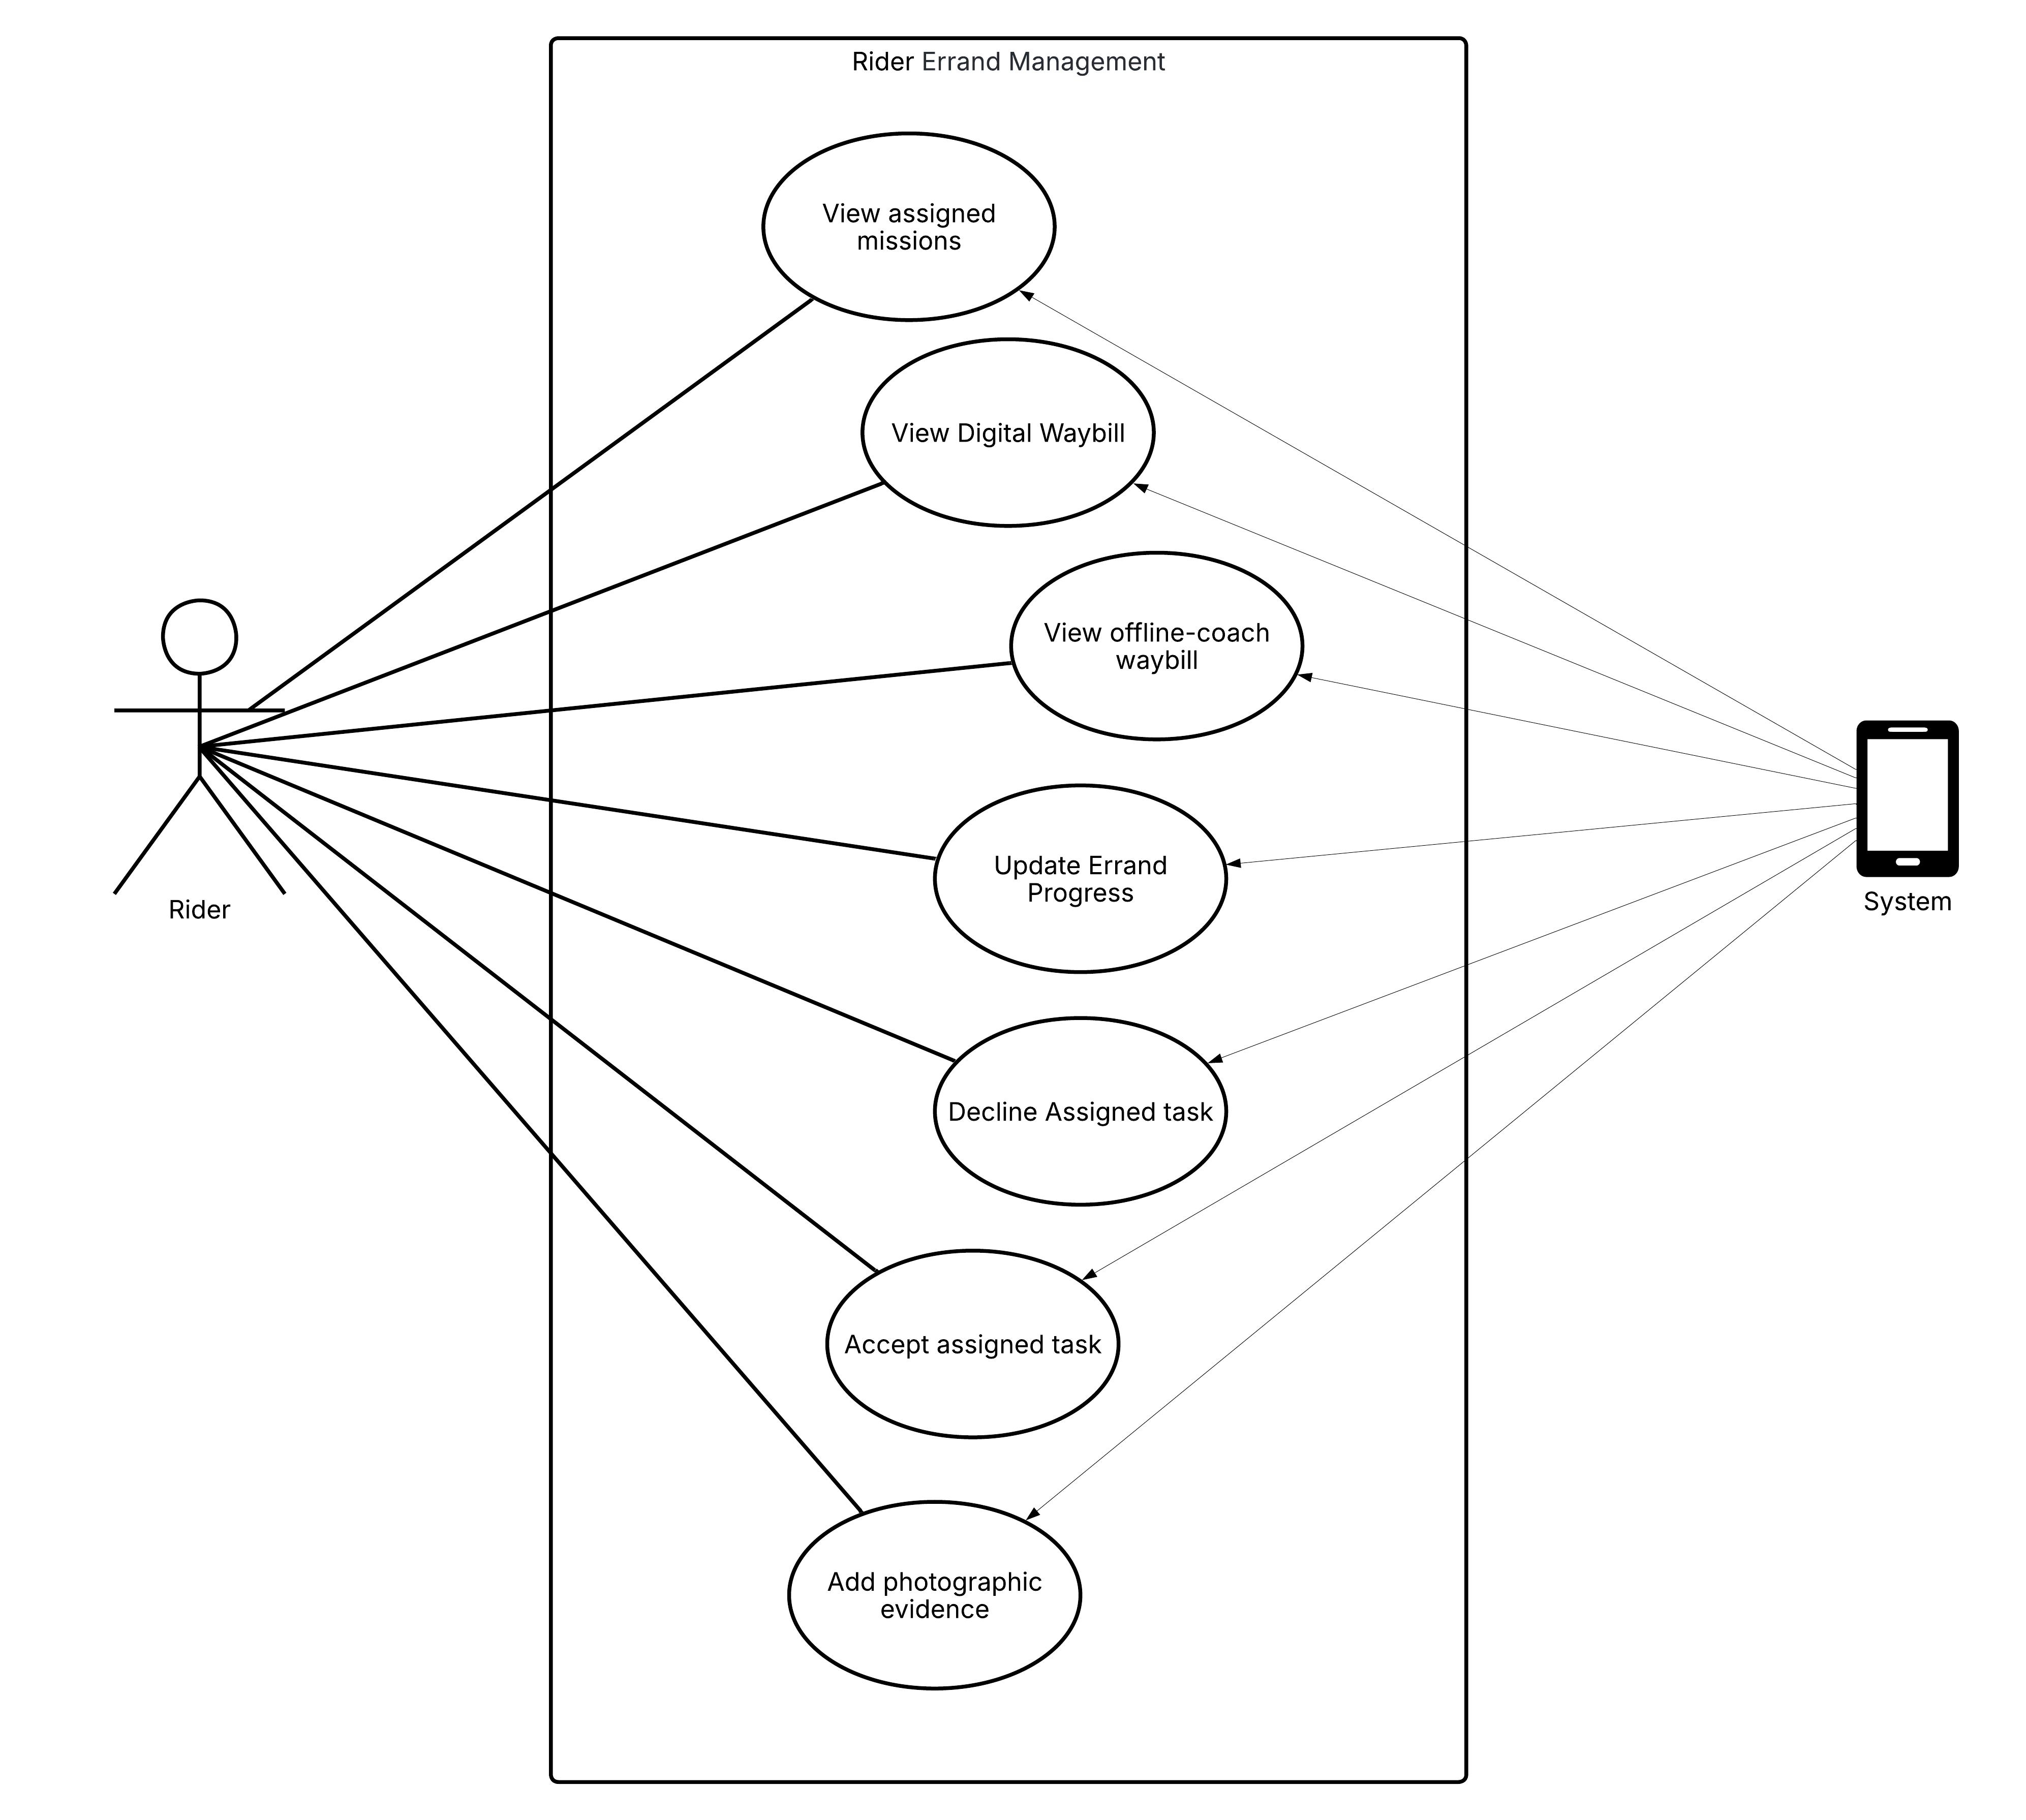 Rider Errand Management
View assigned
missions
View Digital Waybill
View offline-coach
waybill
Update Errand
Progress
Rider
System
Decline Assigned task
Accept assigned task
Add photographic
evidence